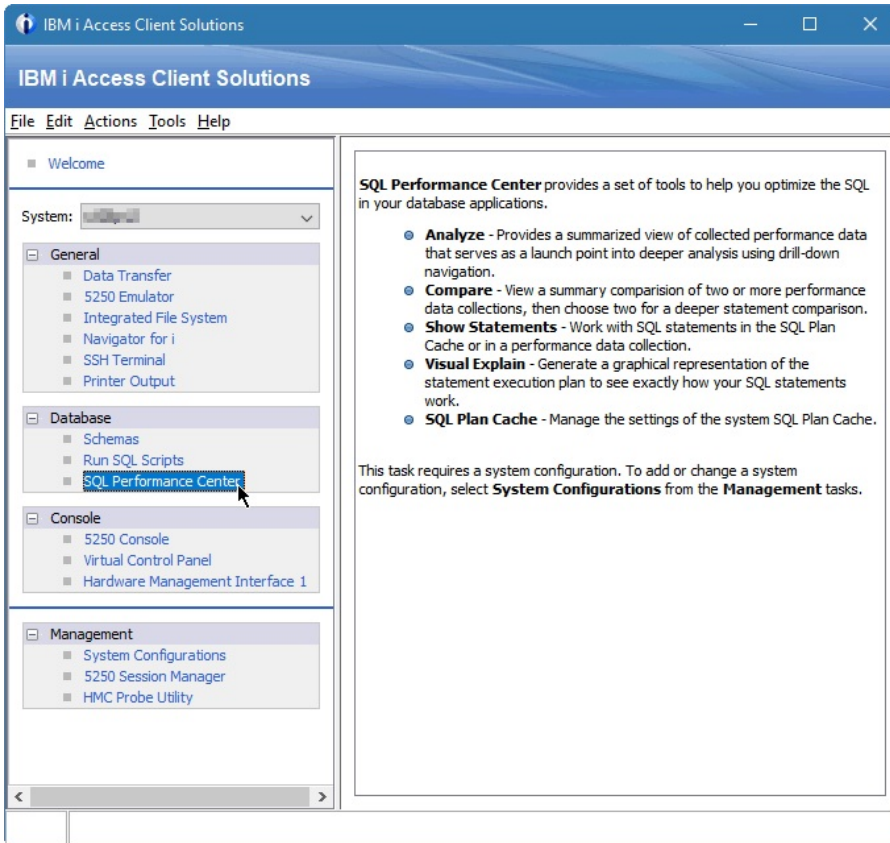 IBM i Access Client Solutions
IBM i Access Client Solutions
File Edit Actions Tools Help
Welcome
System:
General
Data Transfer
5250 Emulator
Integrated File System
Navigator for i
SSH Terminal
Printer Output
Database
Schemas
Run SQL Scripts
SQL Performance Center
Console
5250 Console
Virtual Control Panel
Hardware Management Interface 1
Management
System Configurations
5250 Session Manager
HMC Probe Utility
SQL Performance Center provides a set of tools to help you optimize the SQL
in your database applications.
Analyze - Provides a summarized view of collected performance data
that serves as a launch point into deeper analysis using drill-down
navigation.
Compare - View a summary comparision of two or more performance
data collections, then choose two for a deeper statement comparison.
Show Statements - Work with SQL statements in the SQL Plan
Cache or in a performance data collection.
Visual Explain - Generate a graphical representation of the
statement execution plan to see exactly how your SQL statements
work.
SQL Plan Cache - Manage the settings of the system SQL Plan Cache.
This task requires a system configuration. To add or change a system
configuration, select System Configurations from the Management tasks.